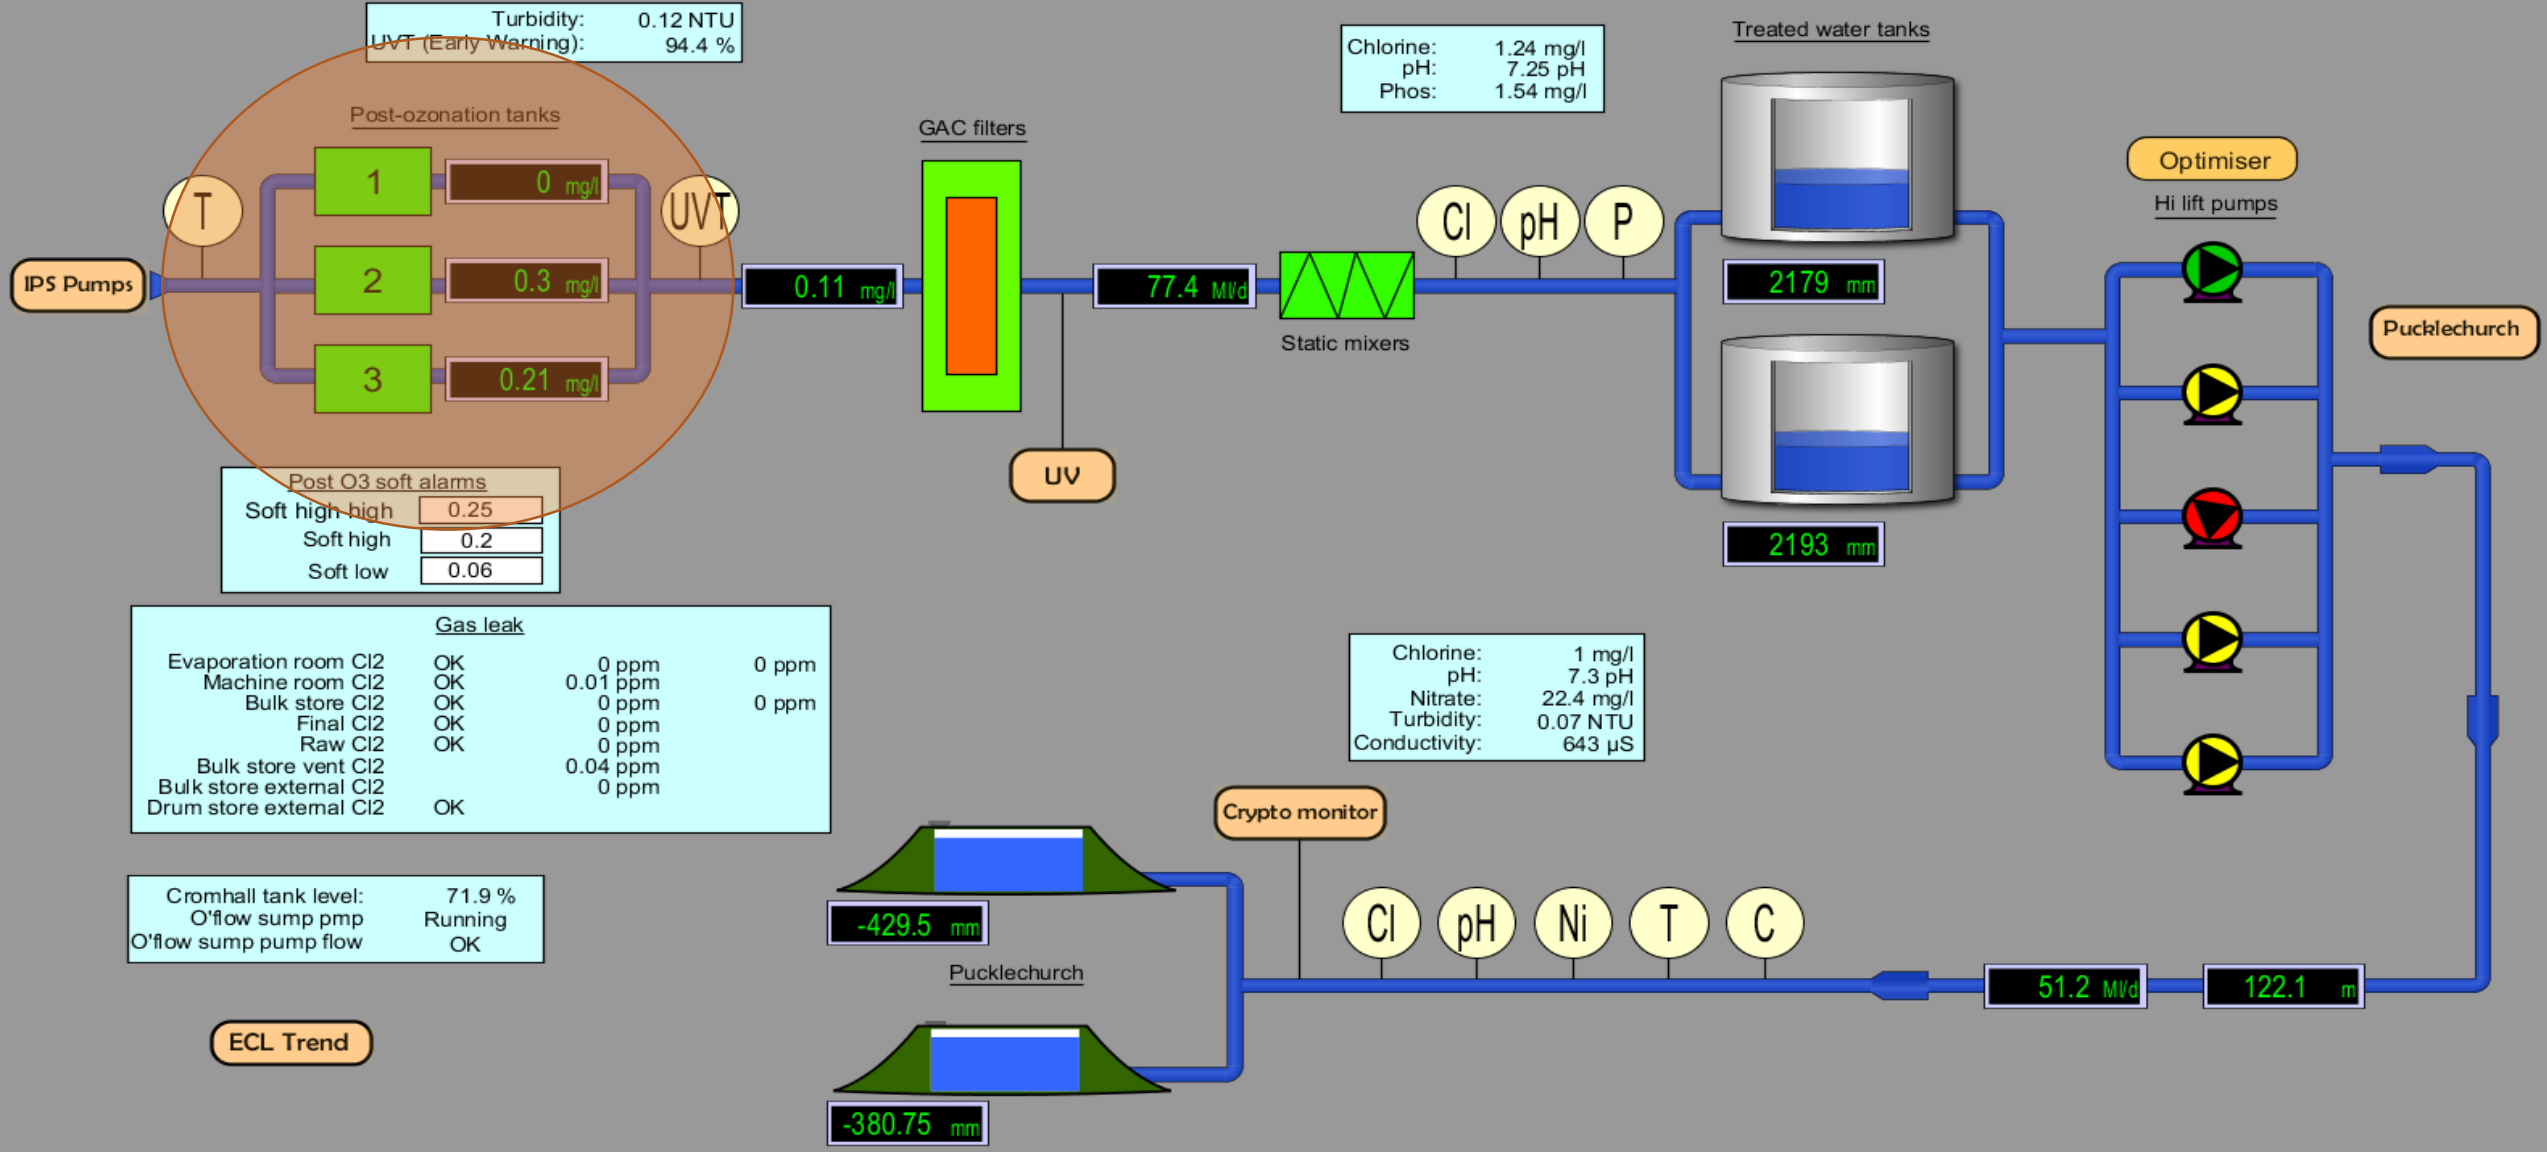 Turbidity: 0.12 NTU
UVT (Early Warning): 94.4 %
Post-ozonation tanks
T
1
0 mg/l
UVT
2
0.3 mg/l
3
0.21 mg/l
IPS Pumps
0.11 mg/l
GAC filters
77.4 Ml/d
UV
Static mixers
Chlorine: 1.24 mg/l
pH: 7.25 pH
Phos: 1.54 mg/l
Cl
pH
P
Treated water tanks
2179 mm
2193 mm
Optimiser
Hi lift pumps
Pucklechurch
Post O3 soft alarms
Soft high high 0.25
Soft high 0.2
Soft low 0.06
Gas leak
Evaporation room Cl2 OK 0 ppm 0 ppm
Machine room Cl2 OK 0.01 ppm
Bulk store Cl2 OK 0 ppm 0 ppm
Final Cl2 OK 0 ppm
Raw Cl2 OK 0 ppm
Bulk store vent Cl2 0.04 ppm
Bulk store external Cl2 0 ppm
Drum store external Cl2 OK
Cromhall tank level: 71.9 %
O'flow sump pmp Running
O'flow sump pump flow OK
ECL Trend
Chlorine: 1 mg/l
pH: 7.3 pH
Nitrate: 22.4 mg/l
Turbidity: 0.07 NTU
Conductivity: 643 µS
Crypto monitor
-429.5 mm
Pucklechurch
-380.75 mm
Cl
pH
Ni
T
C
51.2 Ml/d
122.1 m